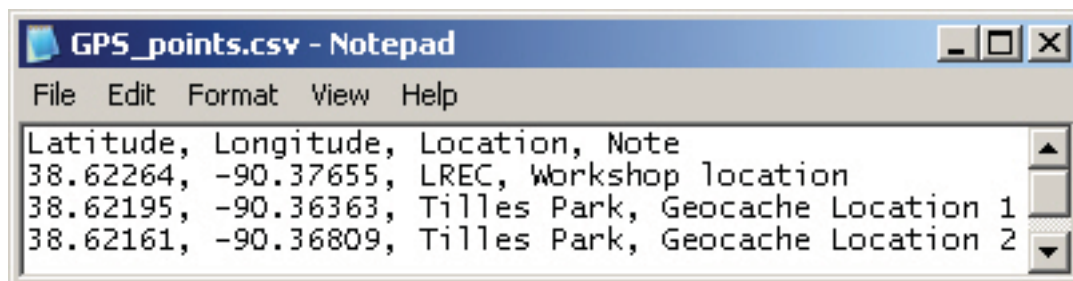 GPS_points.csv - Notepad
File Edit Format View Help
Latitude, Longitude, Location, Note
38.62264, -90.37655, LREC, Workshop location
38.62195, -90.36363, Tilles Park, Geocache Location 1
38.62161, -90.36809, Tilles Park, Geocache Location 2